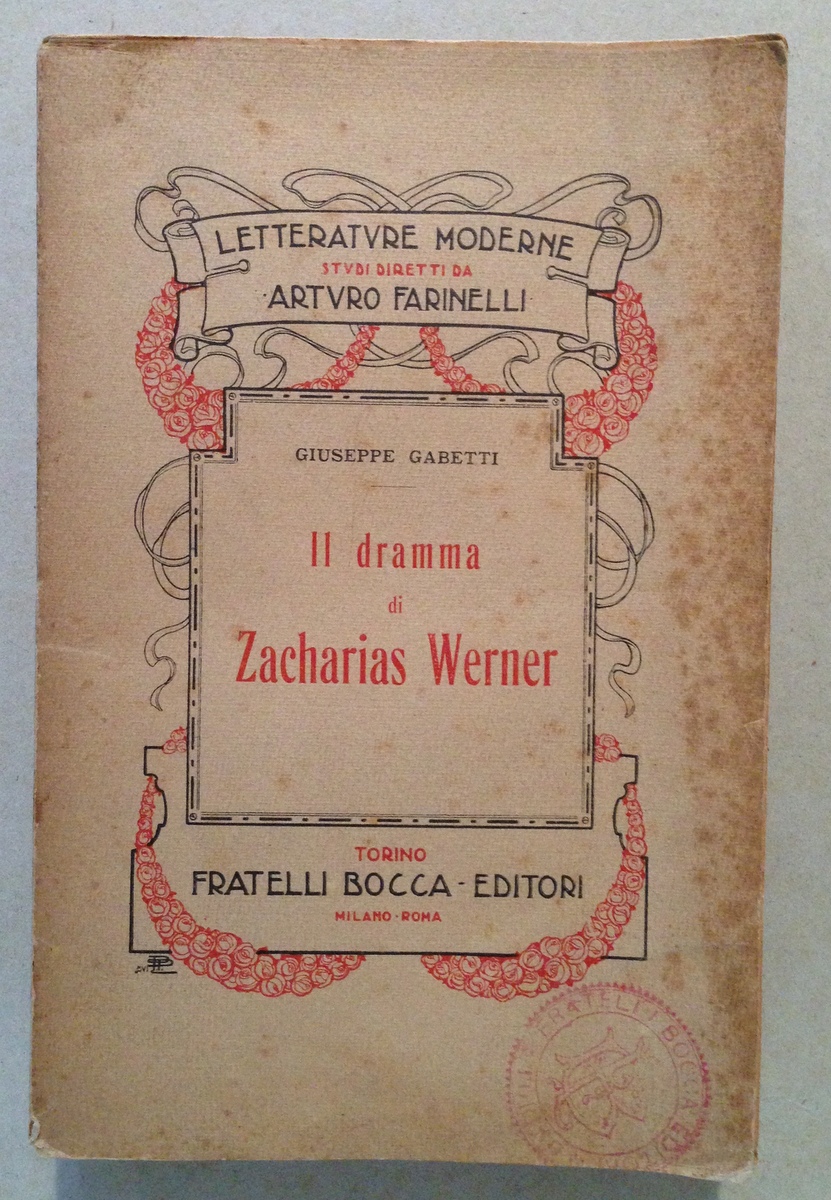 LETTERATVRE MODERNE
STVDI DIRETTI DA
·ARTVRO FARINELLI·
GIUSEPPE GABETTI
Il dramma
di
Zacharias Werner
TORINO
FRATELLI BOCCA - EDITORI
MILANO · ROMA
FRATELLI BOCCA